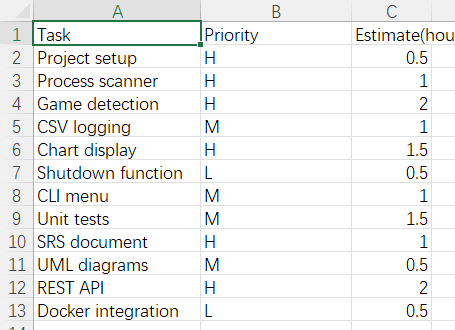 A B C
1 Task Priority Estimate(hou
2 Project setup H 0.5
3 Process scanner H 1
4 Game detection H 2
5 CSV logging M 1
6 Chart display H 1.5
7 Shutdown function L 0.5
8 CLI menu M 1
9 Unit tests M 1.5
10 SRS document H 1
11 UML diagrams M 0.5
12 REST API H 2
13 Docker integration L 0.5